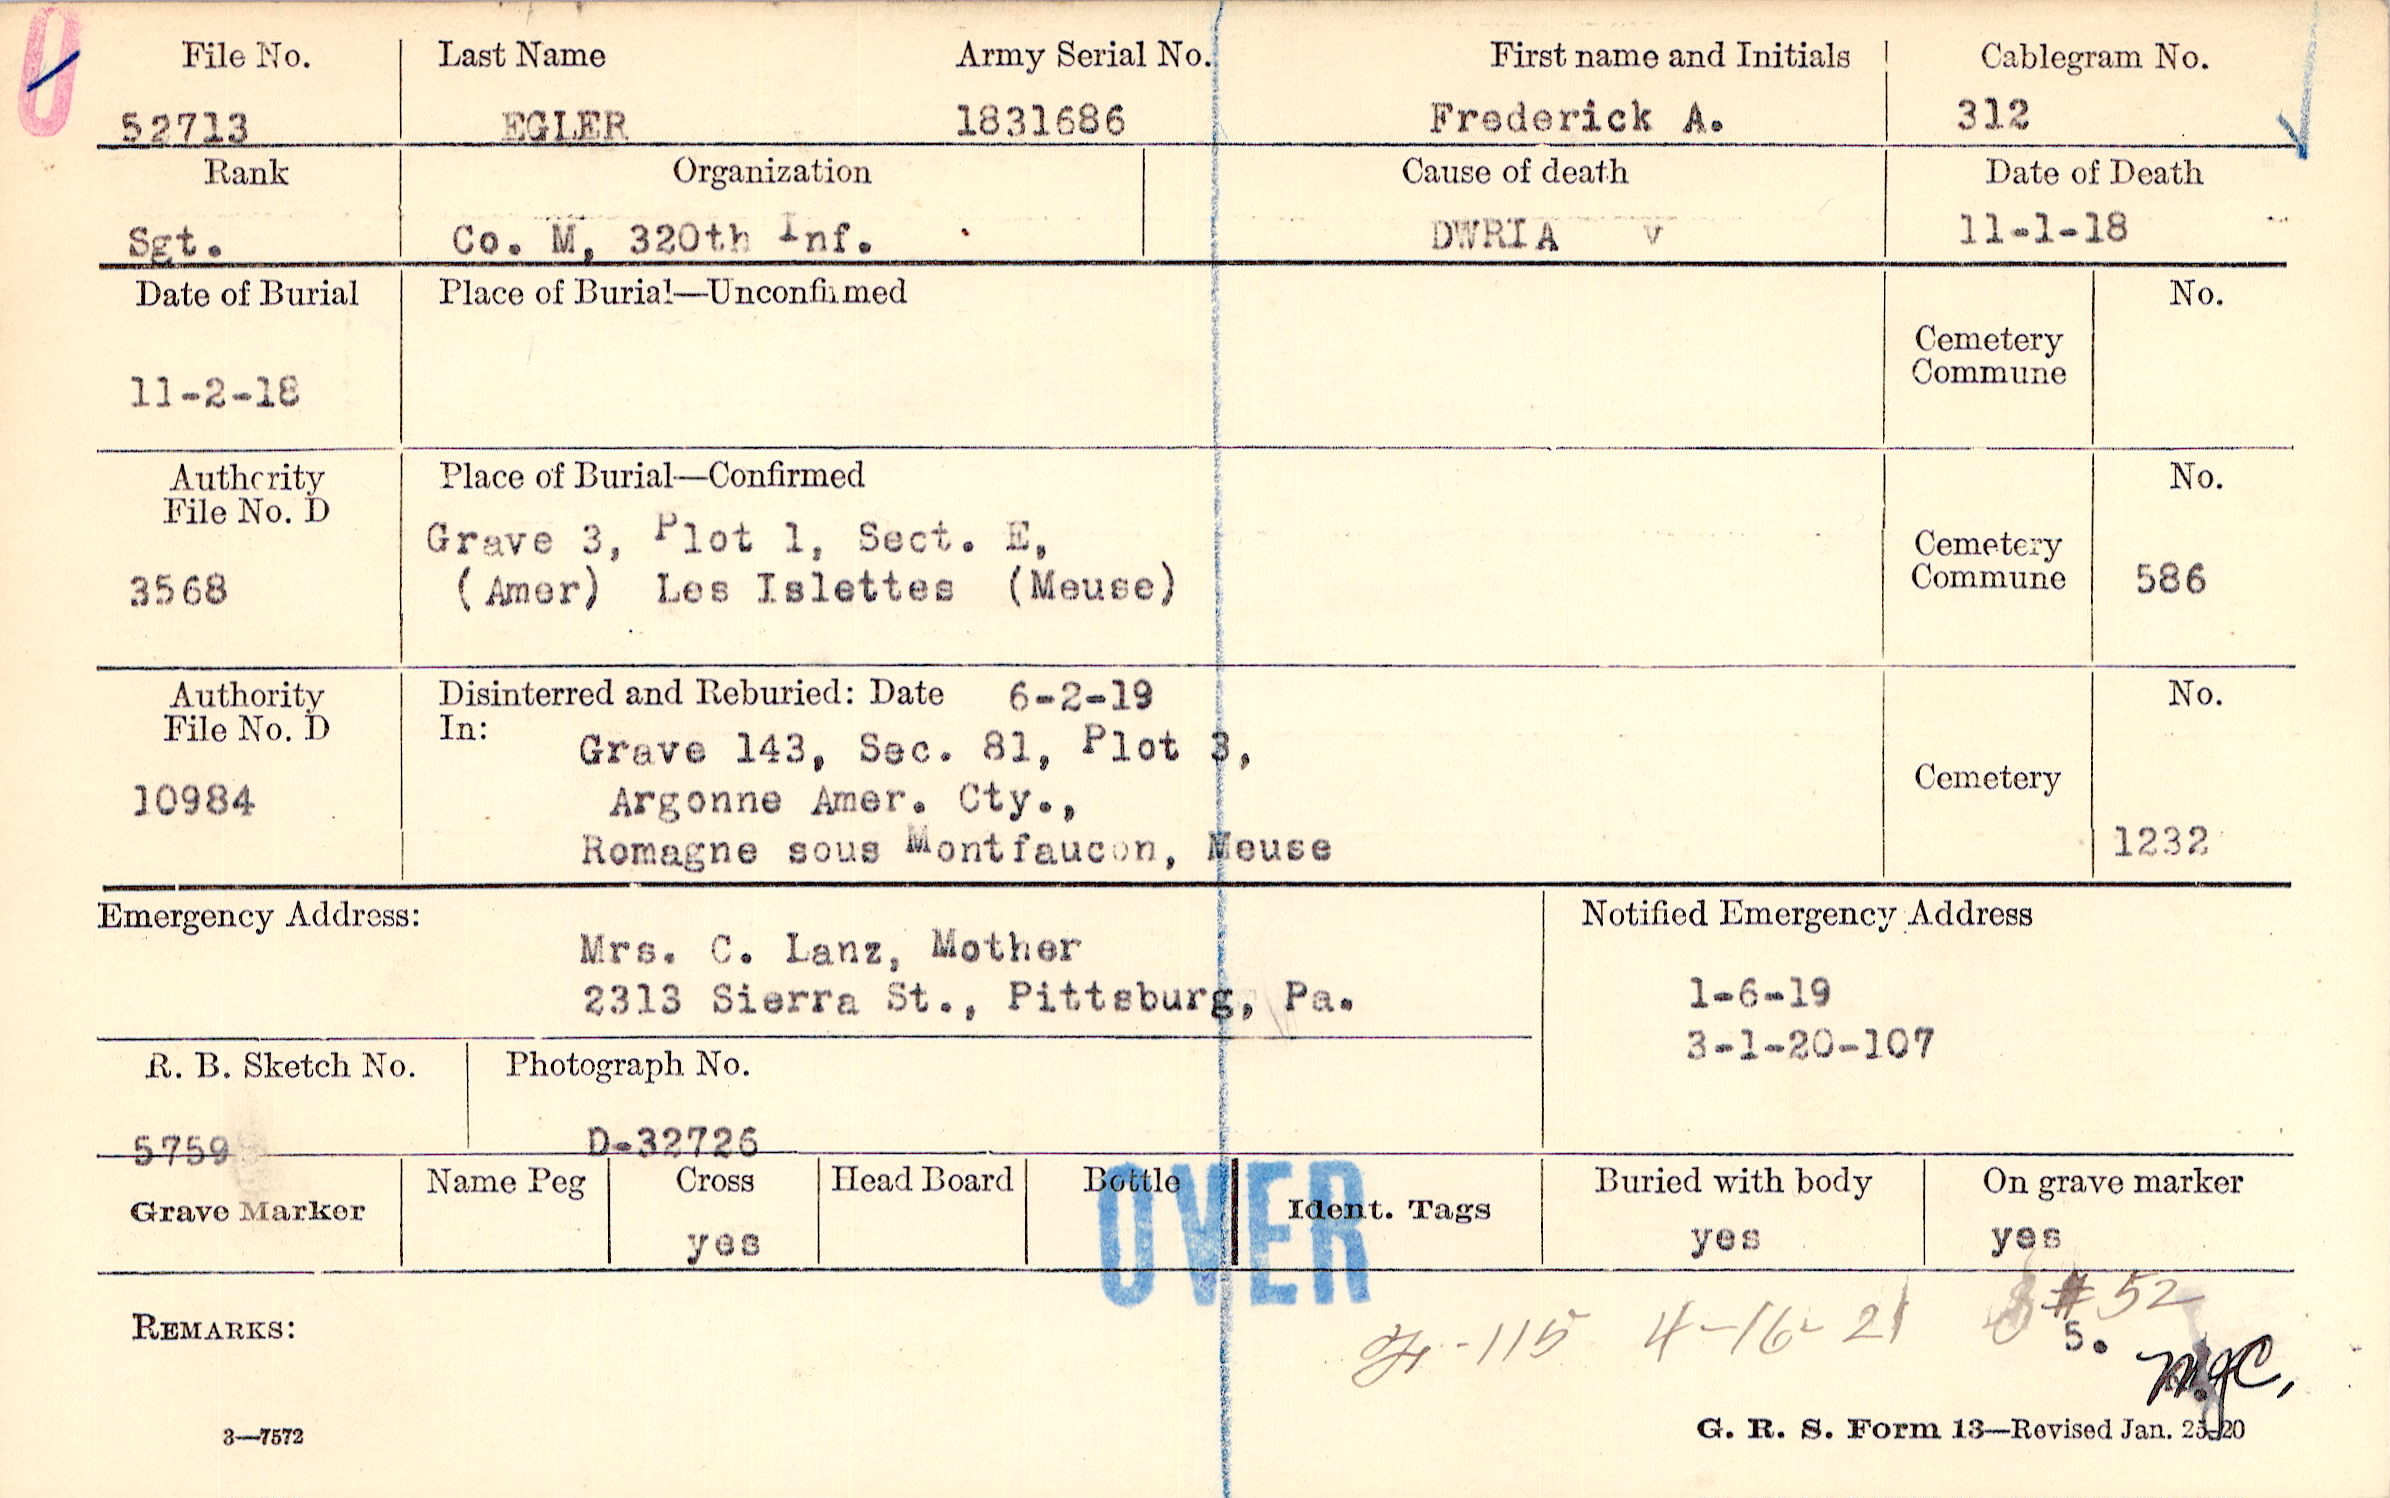 File No. Last Name Army Serial No. First name and Initials Cablegram No.
52713 EGLER 1831686 Frederick A. 312
Rank Organization Cause of death Date of Death
Sgt. Co. M, 320th Inf. DWRIA v 11-1-18
Date of Burial Place of Burial—Unconfirmed No.
Cemetery
Commune
11-2-18
Authority Place of Burial—Confirmed No.
File No. D
Grave 3, Plot 1, Sect. E, Cemetery
3568 (Amer) Les Islettes (Meuse) Commune 586
Authority Disinterred and Reburied: Date 6-2-19 No.
File No. D In:
Grave 143, Sec. 81, Plot 3,
10984 Argonne Amer. Cty., Cemetery
Romagne sous Montfaucon, Meuse 1232
Emergency Address: Notified Emergency Address
Mrs. C. Lanz, Mother
2313 Sierra St., Pittsburg, Pa. 1-6-19
3-1-20-107
R. B. Sketch No. Photograph No.
5759 D-32726
Grave Marker Name Peg Cross Head Board Bottle Ident. Tags Buried with body On grave marker
yes yes yes
OVER
-115 4-16-21 # 52
REMARKS: 5.
M.J.C.
3—7572 G. R. S. Form 13—Revised Jan. 25-20